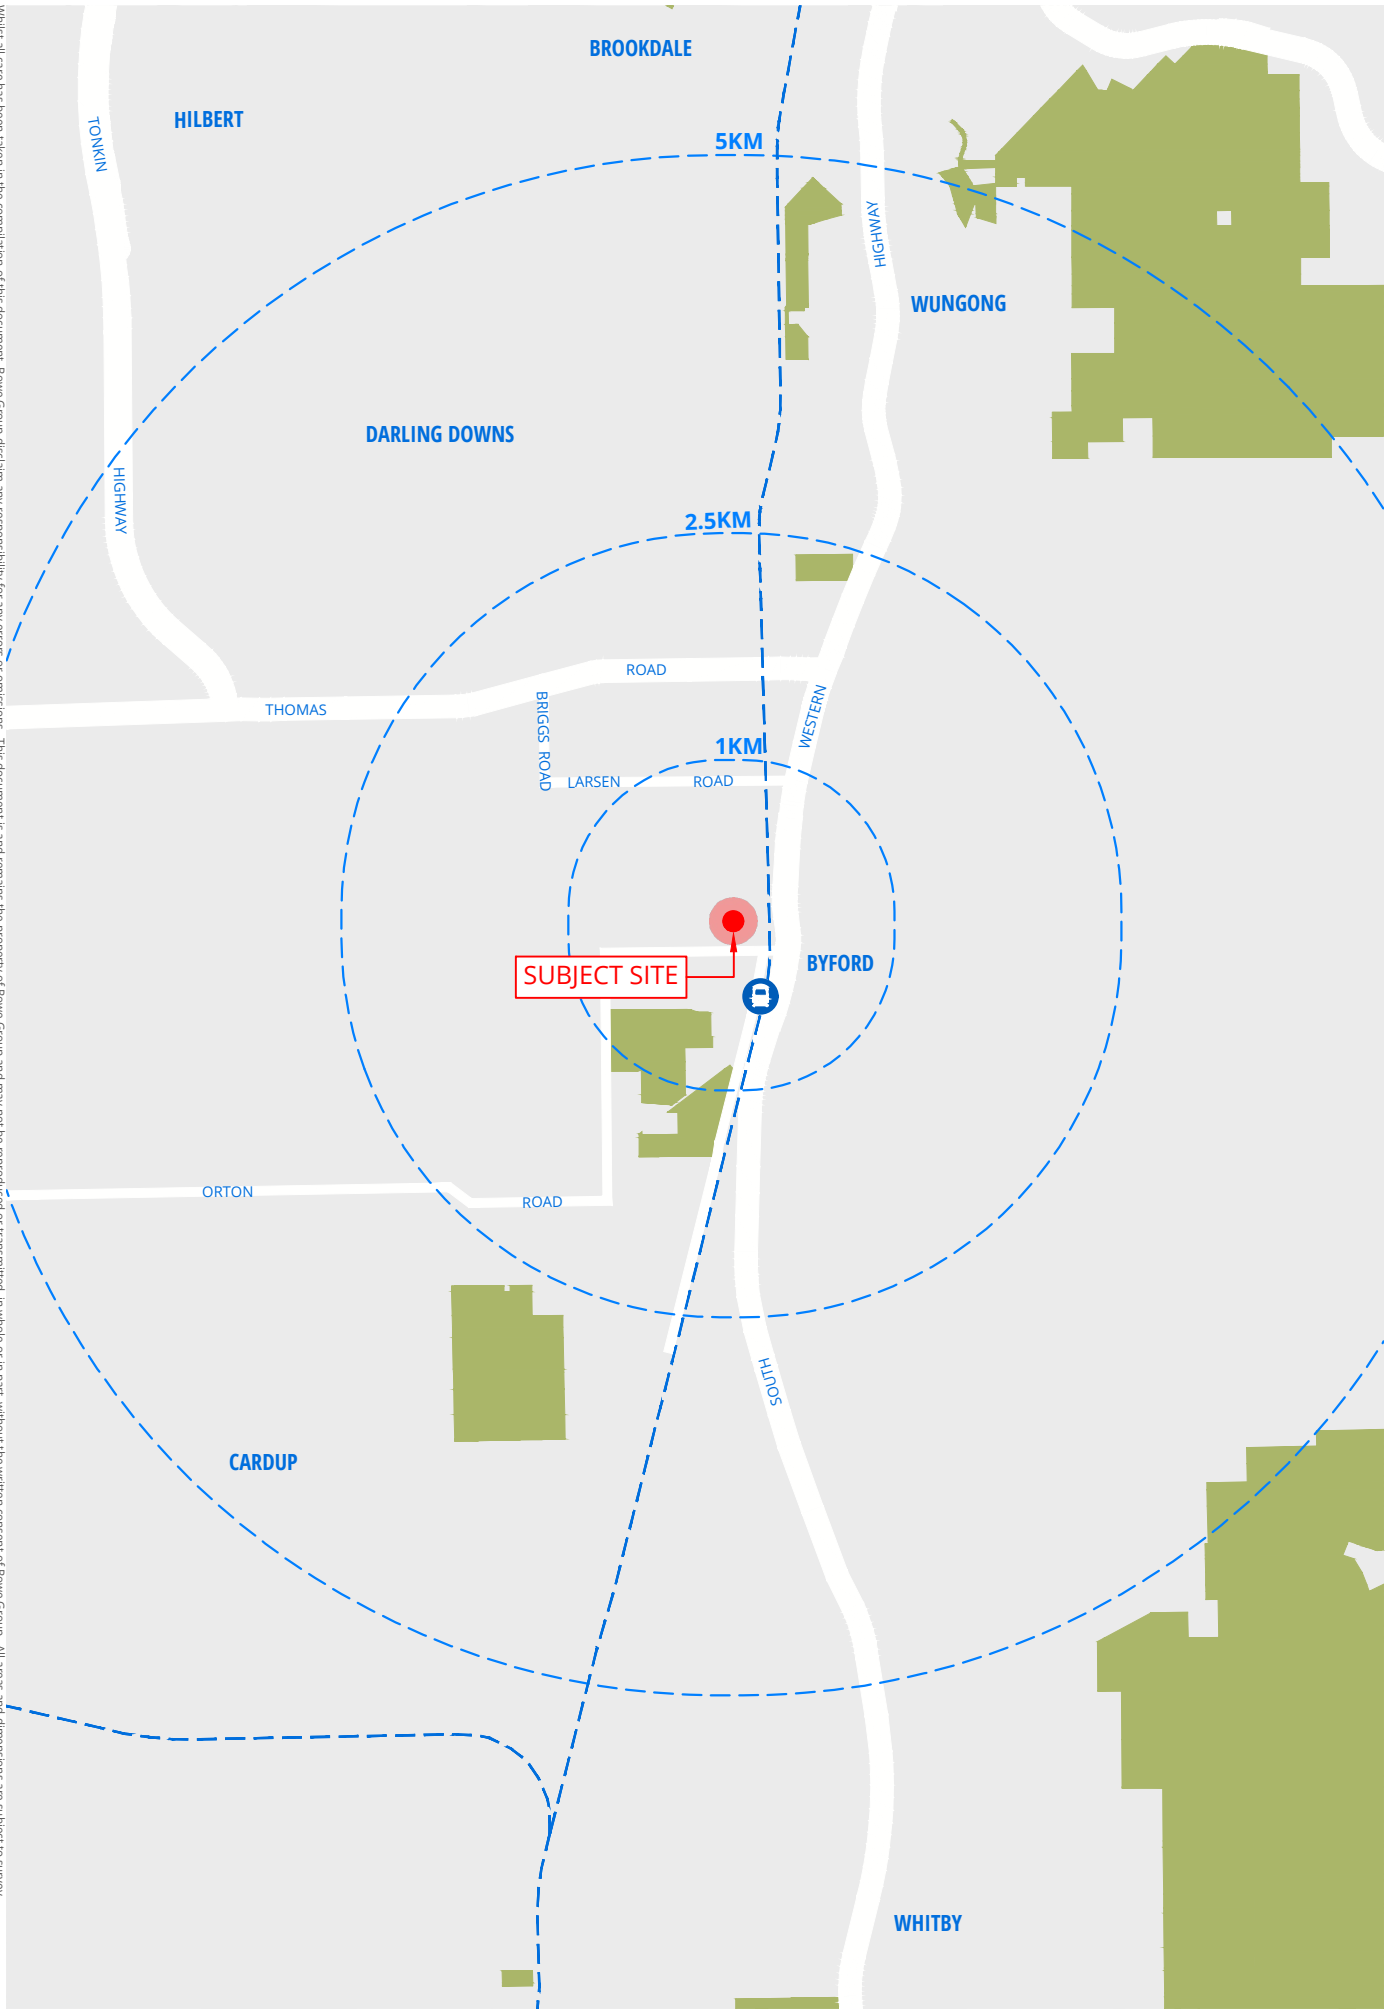 BROOKDALE
HILBERT
TONKIN
5KM
HIGHWAY
WUNGONG
DARLING DOWNS
HIGHWAY
2.5KM
ROAD
THOMAS
BRIGGS ROAD
WESTERN
1KM
LARSEN ROAD
SUBJECT SITE
BYFORD
ORTON
ROAD
SOUTH
CARDUP
WHITBY